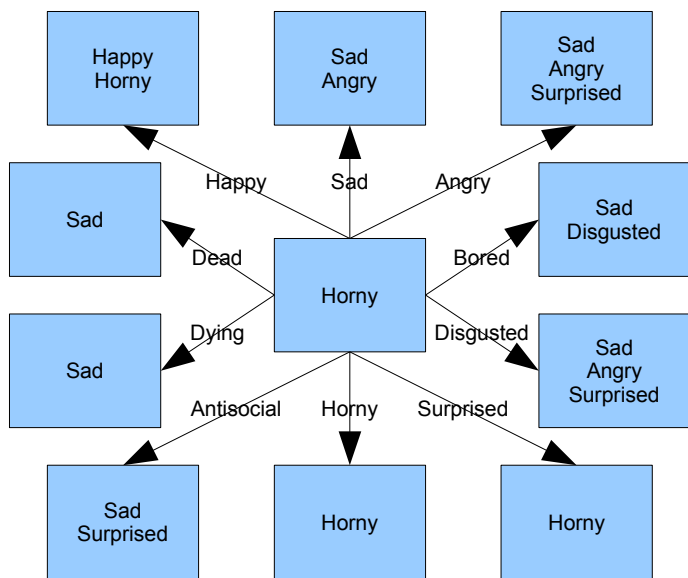 Happy
Horny
Sad
Angry
Sad
Angry
Surprised
Happy
Sad
Angry
Sad
Dead
Bored
Sad
Disgusted
Horny
Sad
Dying
Disgusted
Sad
Angry
Surprised
Antisocial
Horny
Surprised
Sad
Surprised
Horny
Horny